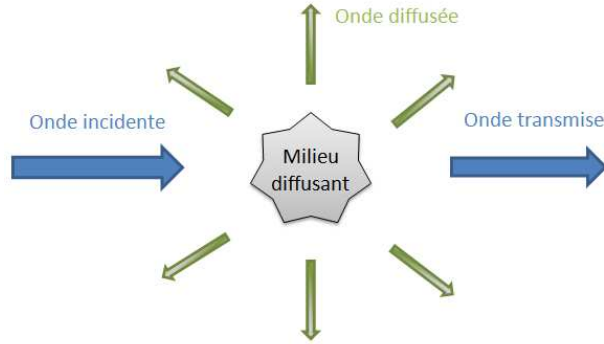 Onde diffusée
Onde incidente
Onde transmise
Milieu
diffusant